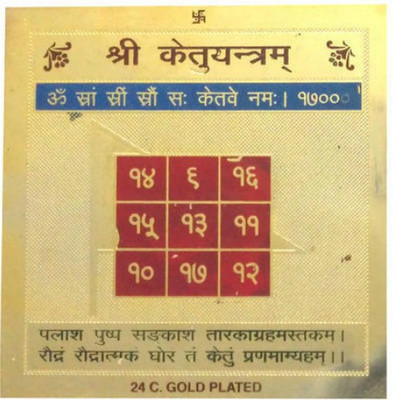 श्री केतुयन्त्रम्
ॐ स्रां स्रीं स्रौं सः केतवे नमः। १७०००
१४ ६ १६
१५ १३ ११
१० १७ १२
पलाश पुष्प सङकाश तारकाग्रहमस्तकम।
रौद्रं रौद्रात्मकं घोर तं केतुं प्रणमाम्यहम्।।
24 C. GOLD PLATED